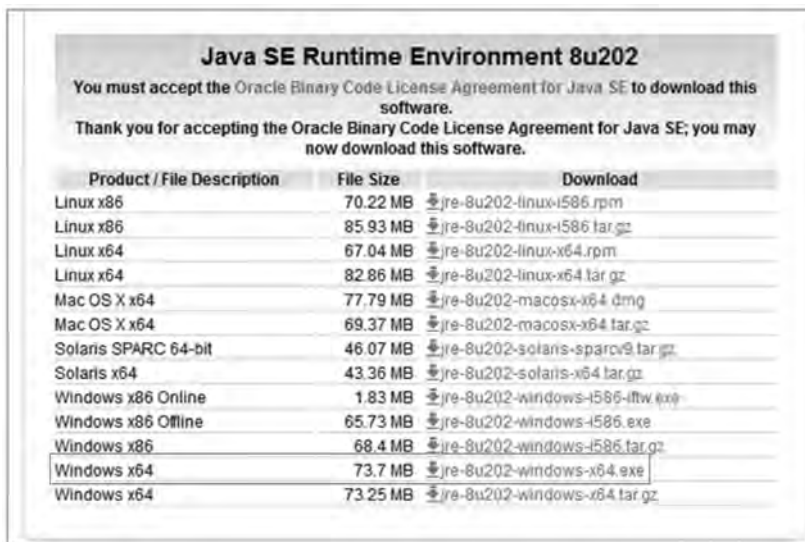 Java SE Runtime Environment 8u202
You must accept the Oracle Binary Code License Agreement for Java SE to download this
software.
Thank you for accepting the Oracle Binary Code License Agreement for Java SE; you may
now download this software.
Product / File Description File Size Download
Linux x86 70.22 MB jre-8u202-linux-i586.rpm
Linux x86 85.93 MB jre-8u202-linux-i586.tar.gz
Linux x64 67.04 MB jre-8u202-linux-x64.rpm
Linux x64 82.86 MB jre-8u202-linux-x64.tar.gz
Mac OS X x64 77.79 MB jre-8u202-macosx-x64.dmg
Mac OS X x64 69.37 MB jre-8u202-macosx-x64.tar.gz
Solaris SPARC 64-bit 46.07 MB jre-8u202-solaris-sparcv9.tar.gz
Solaris x64 43.36 MB jre-8u202-solaris-x64.tar.gz
Windows x86 Online 1.83 MB jre-8u202-windows-i586-iftw.exe
Windows x86 Offline 65.73 MB jre-8u202-windows-i586.exe
Windows x86 68.4 MB jre-8u202-windows-i586.tar.gz
Windows x64 73.7 MB jre-8u202-windows-x64.exe
Windows x64 73.25 MB jre-8u202-windows-x64.tar.gz